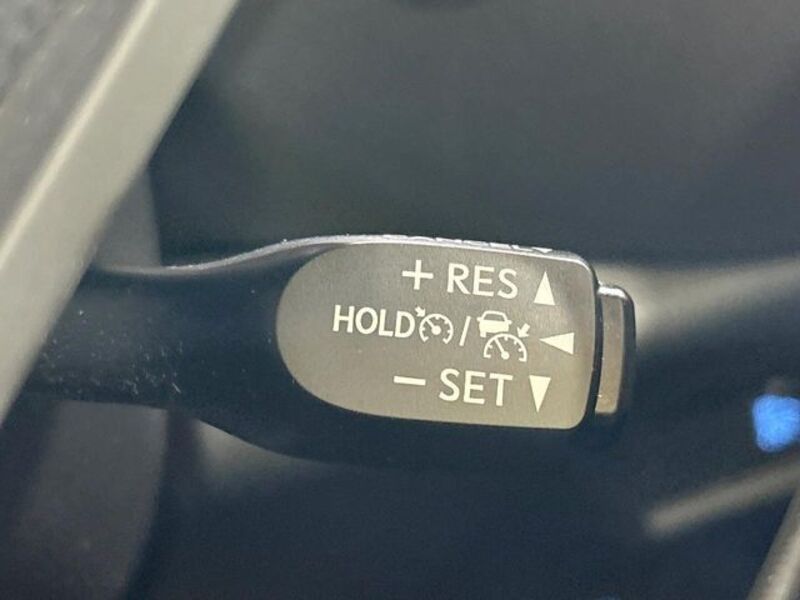 + RES
HOLD /
− SET